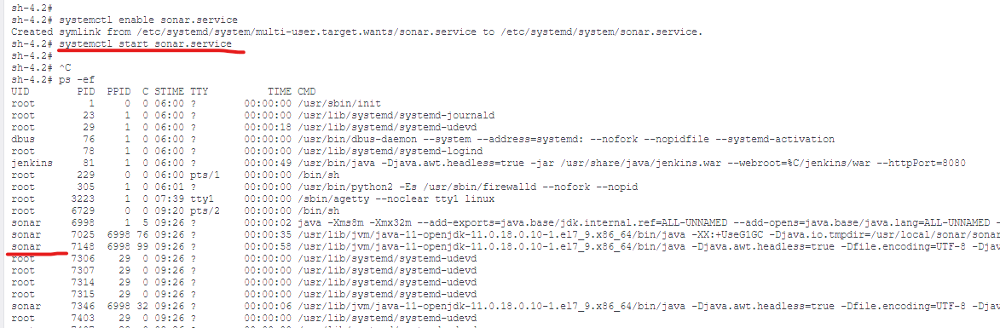 sh-4.2#
sh-4.2# systemctl enable sonar.service
Created symlink from /etc/systemd/system/multi-user.target.wants/sonar.service to /etc/systemd/system/sonar.service.
sh-4.2# systemctl start sonar.service
sh-4.2#
sh-4.2# ^C
sh-4.2# ps -ef
UID        PID  PPID  C STIME TTY          TIME CMD
root         1     0  0 06:00 ?        00:00:00 /usr/sbin/init
root        23     1  0 06:00 ?        00:00:00 /usr/lib/systemd/systemd-journald
root        29     1  0 06:00 ?        00:00:18 /usr/lib/systemd/systemd-udevd
dbus        76     1  0 06:00 ?        00:00:00 /usr/bin/dbus-daemon --system --address=systemd: --nofork --nopidfile --systemd-activation
root        78     1  0 06:00 ?        00:00:00 /usr/lib/systemd/systemd-logind
jenkins     81     1  0 06:00 ?        00:00:49 /usr/bin/java -Djava.awt.headless=true -jar /usr/share/java/jenkins.war --webroot=%C/jenkins/war --httpPort=8080
root       229     0  0 06:00 pts/1    00:00:00 /bin/sh
root       305     1  0 06:01 ?        00:00:00 /usr/bin/python2 -Es /usr/sbin/firewalld --nofork --nopid
root      3223     1  0 07:39 tty1     00:00:00 /sbin/agetty --noclear tty1 linux
root      6729     0  0 09:20 pts/2    00:00:00 /bin/sh
sonar     6998     1  5 09:26 ?        00:00:02 java -Xms8m -Xmx32m --add-exports=java.base/jdk.internal.ref=ALL-UNNAMED --add-opens=java.base/java.lang=ALL-UNNAMED -
sonar     7025  6998 76 09:26 ?        00:00:35 /usr/lib/jvm/java-11-openjdk-11.0.18.0.10-1.el7_9.x86_64/bin/java -XX:+UseG1GC -Djava.io.tmpdir=/usr/local/sonar/sonar
sonar     7148  6998 99 09:26 ?        00:00:58 /usr/lib/jvm/java-11-openjdk-11.0.18.0.10-1.el7_9.x86_64/bin/java -Djava.awt.headless=true -Dfile.encoding=UTF-8 -Djav
root      7306    29  0 09:26 ?        00:00:00 /usr/lib/systemd/systemd-udevd
root      7307    29  0 09:26 ?        00:00:00 /usr/lib/systemd/systemd-udevd
root      7314    29  0 09:26 ?        00:00:00 /usr/lib/systemd/systemd-udevd
root      7315    29  0 09:26 ?        00:00:00 /usr/lib/systemd/systemd-udevd
sonar     7346  6998 32 09:26 ?        00:00:06 /usr/lib/jvm/java-11-openjdk-11.0.18.0.10-1.el7_9.x86_64/bin/java -Djava.awt.headless=true -Dfile.encoding=UTF-8 -Djav
root      7403    29  0 09:26 ?        00:00:00 /usr/lib/systemd/systemd-udevd